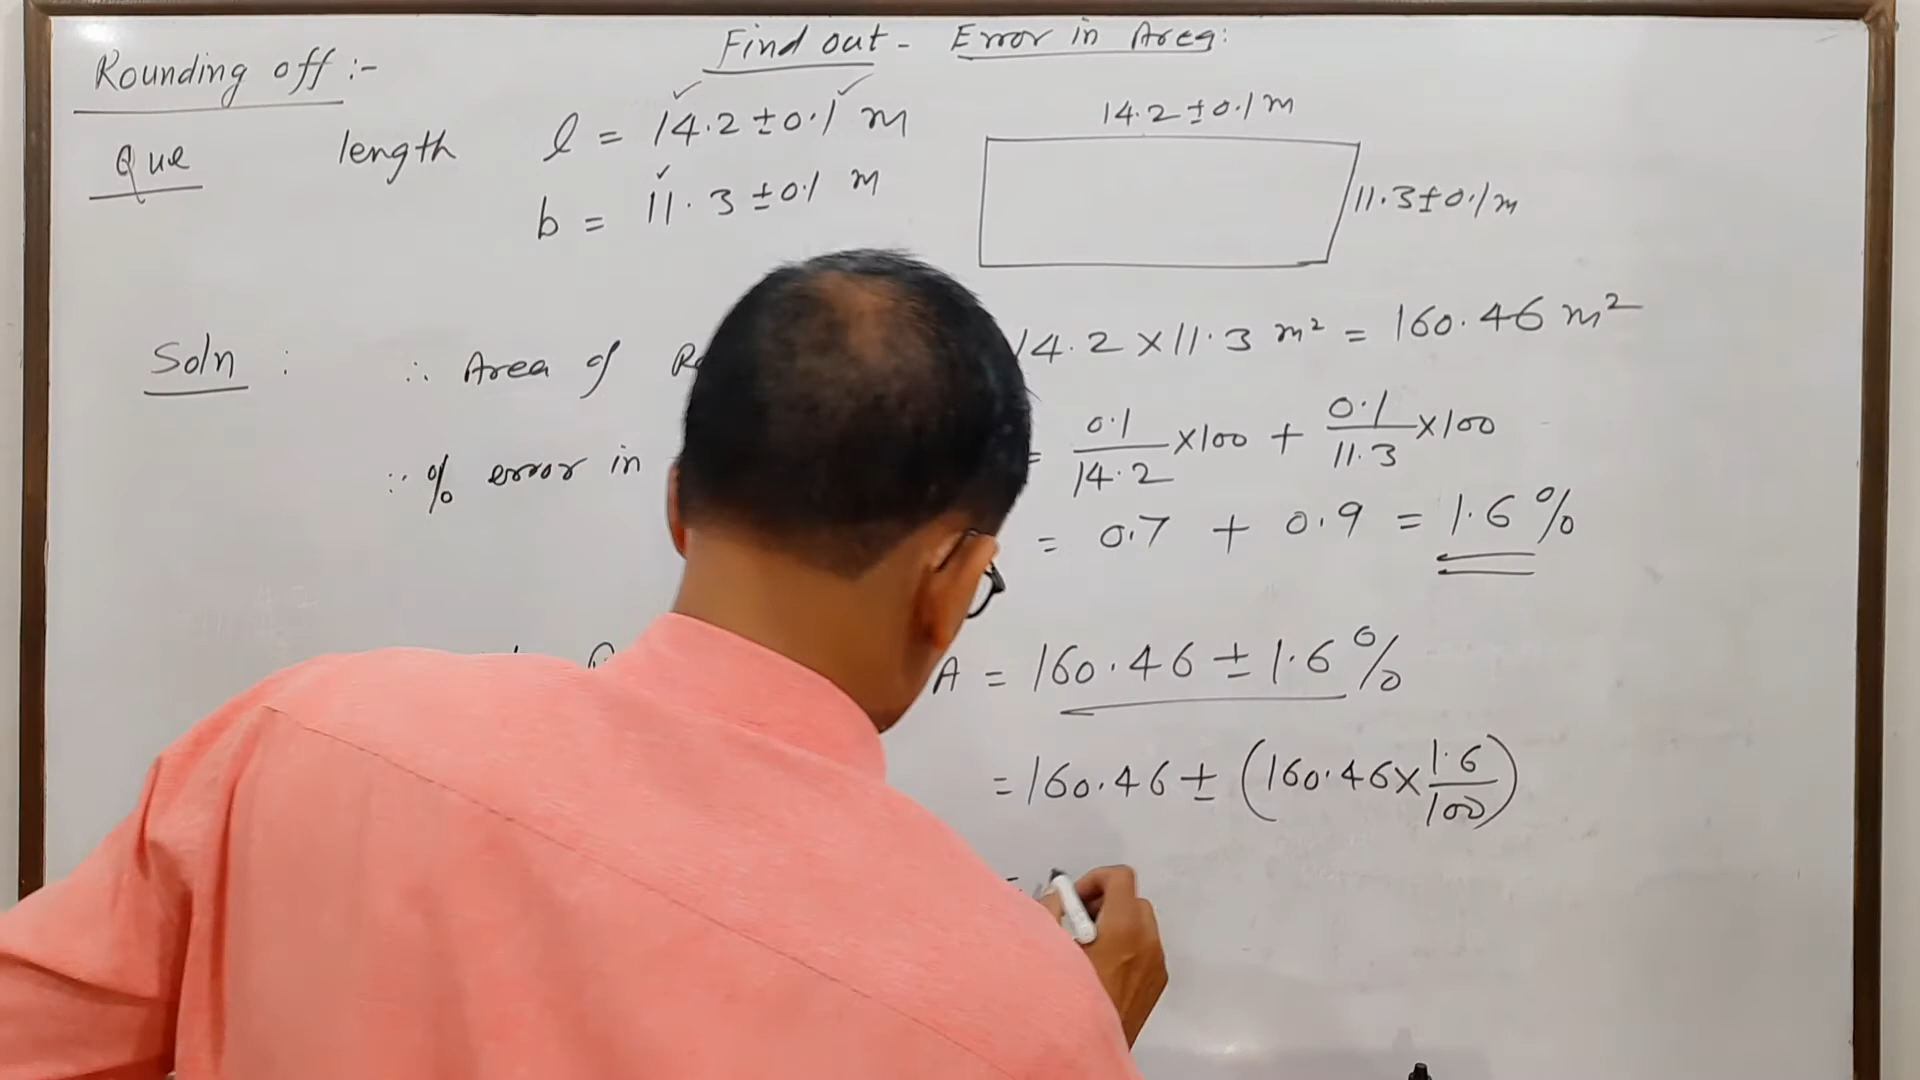 Find out - Error in Area:
Rounding off :-
Que length l = 14.2 ± 0.1 m
b = 11.3 ± 0.1 m
14.2 ± 0.1 m
11.3 ± 0.1 m
Soln : ∴ Area of 14.2 × 11.3 m² = 160.46 m²
∵ % error in = 0.1/14.2 × 100 + 0.1/11.3 × 100
= 0.7 + 0.9 = 1.6 %
A = 160.46 ± 1.6 %
= 160.46 ± (160.46 × 1.6/100)
=